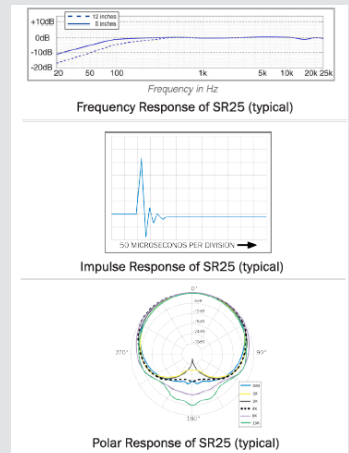 12 inches
6 inches
+10dB
0dB
-10dB
-20dB
20 50 100 1k 5k 10k 20k 25k
Frequency in Hz
Frequency Response of SR25 (typical)
50 MICROSECONDS PER DIVISION
Impulse Response of SR25 (typical)
0°
270° 90°
180°
Polar Response of SR25 (typical)